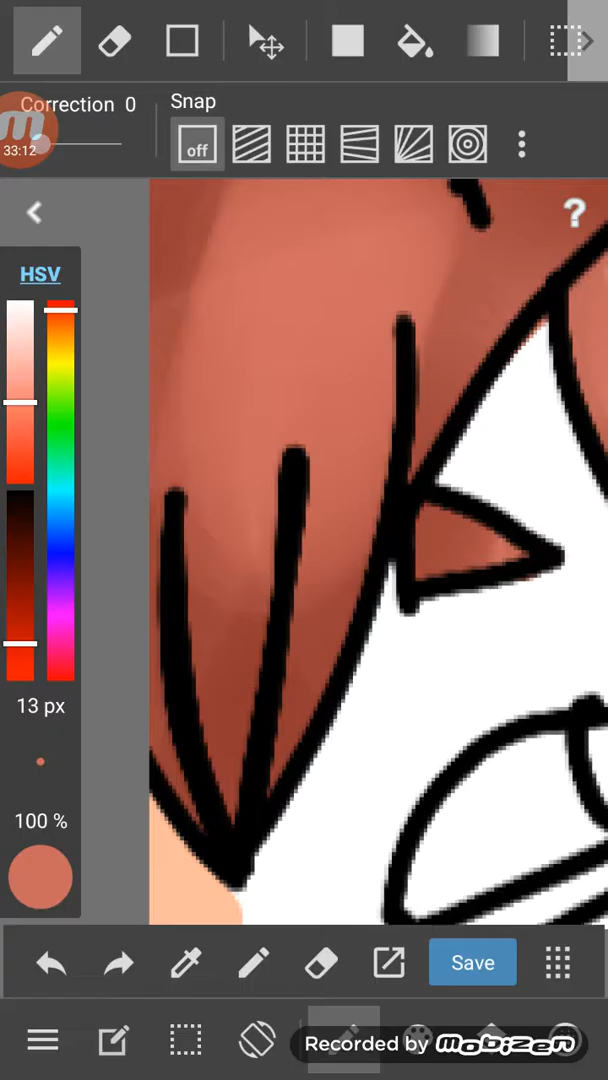 Correction 0
Snap
off
m
33:12
?
HSV
13 px
100 %
Save
Recorded by mobizen